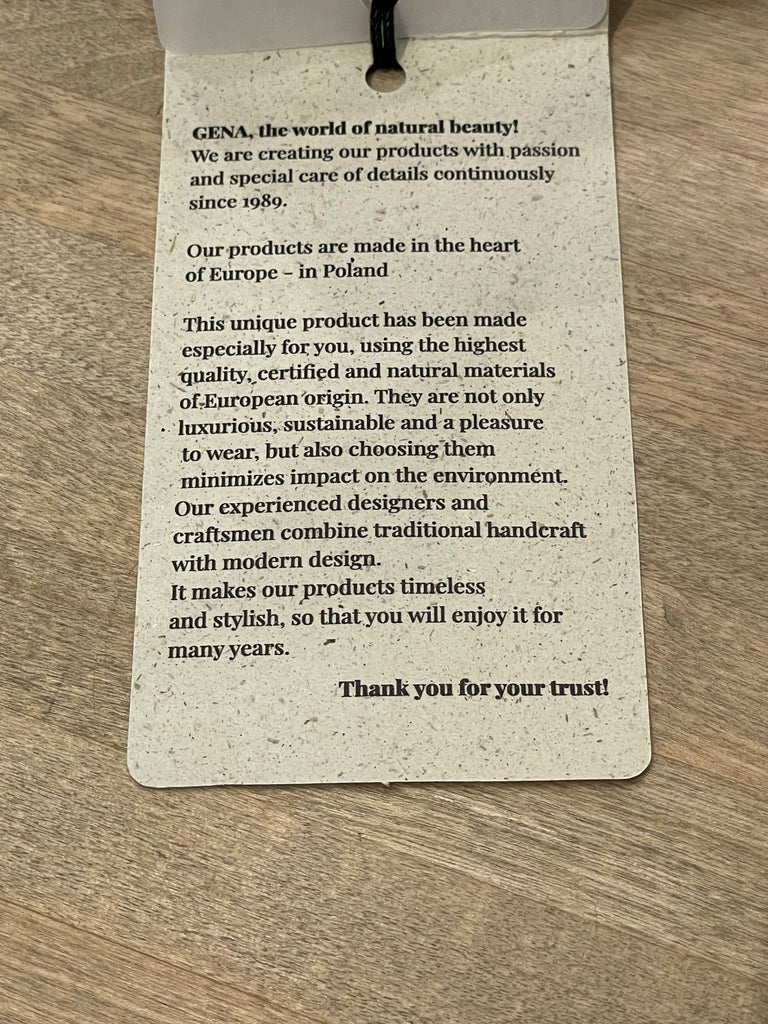 GENA, the world of natural beauty!
We are creating our products with passion
and special care of details continuously
since 1989.
Our products are made in the heart
of Europe – in Poland
This unique product has been made
especially for you, using the highest
quality, certified and natural materials
of European origin. They are not only
luxurious, sustainable and a pleasure
to wear, but also choosing them
minimizes impact on the environment.
Our experienced designers and
craftsmen combine traditional handcraft
with modern design.
It makes our products timeless
and stylish, so that you will enjoy it for
many years.
Thank you for your trust!